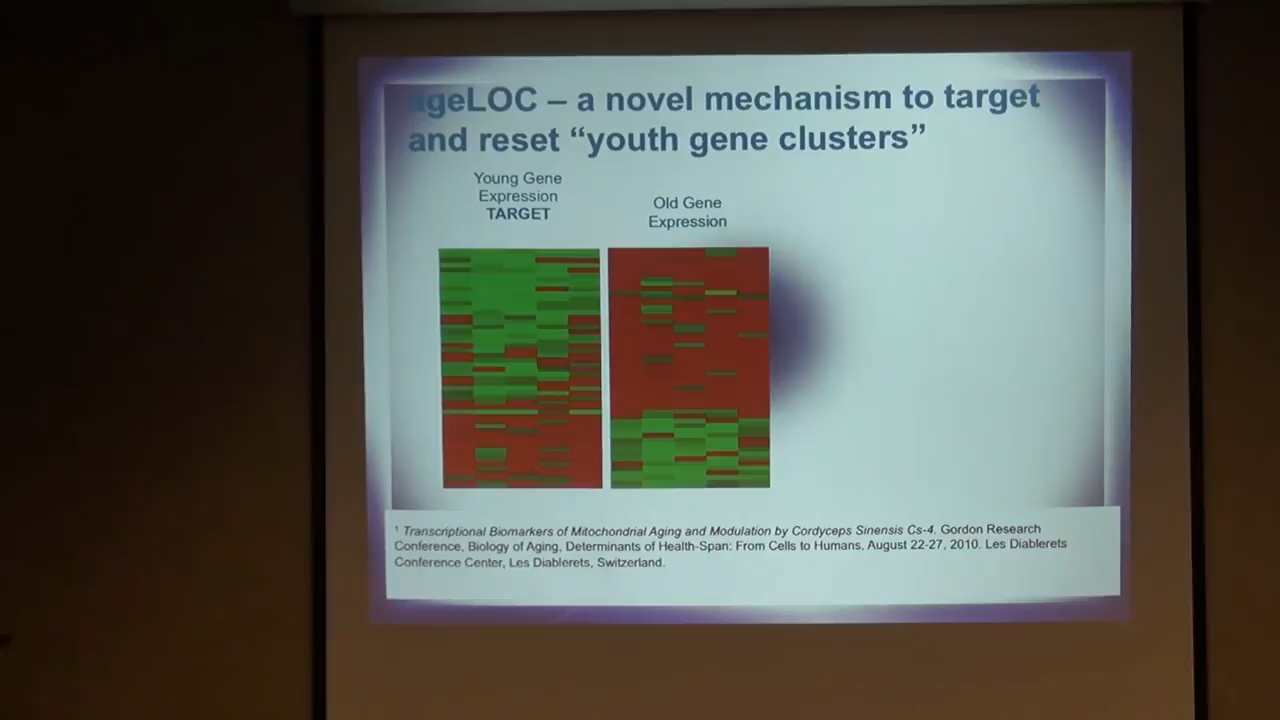 ageLOC – a novel mechanism to target
and reset “youth gene clusters”
Young Gene
Expression
TARGET
Old Gene
Expression
¹ Transcriptional Biomarkers of Mitochondrial Aging and Modulation by Cordyceps Sinensis Cs-4. Gordon Research
Conference, Biology of Aging, Determinants of Health-Span: From Cells to Humans, August 22-27, 2010. Les Diablerets
Conference Center, Les Diablerets, Switzerland.